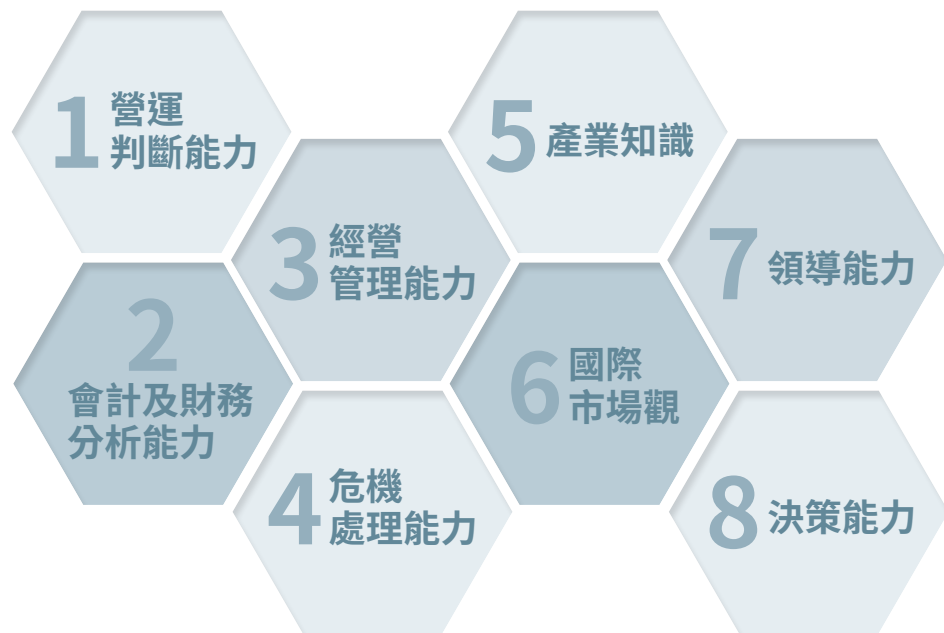 1 營運
判斷能力
2
會計及財務
分析能力
3 經營
管理能力
4 危機
處理能力
5 產業知識
6 國際
市場觀
7 領導能力
8 決策能力